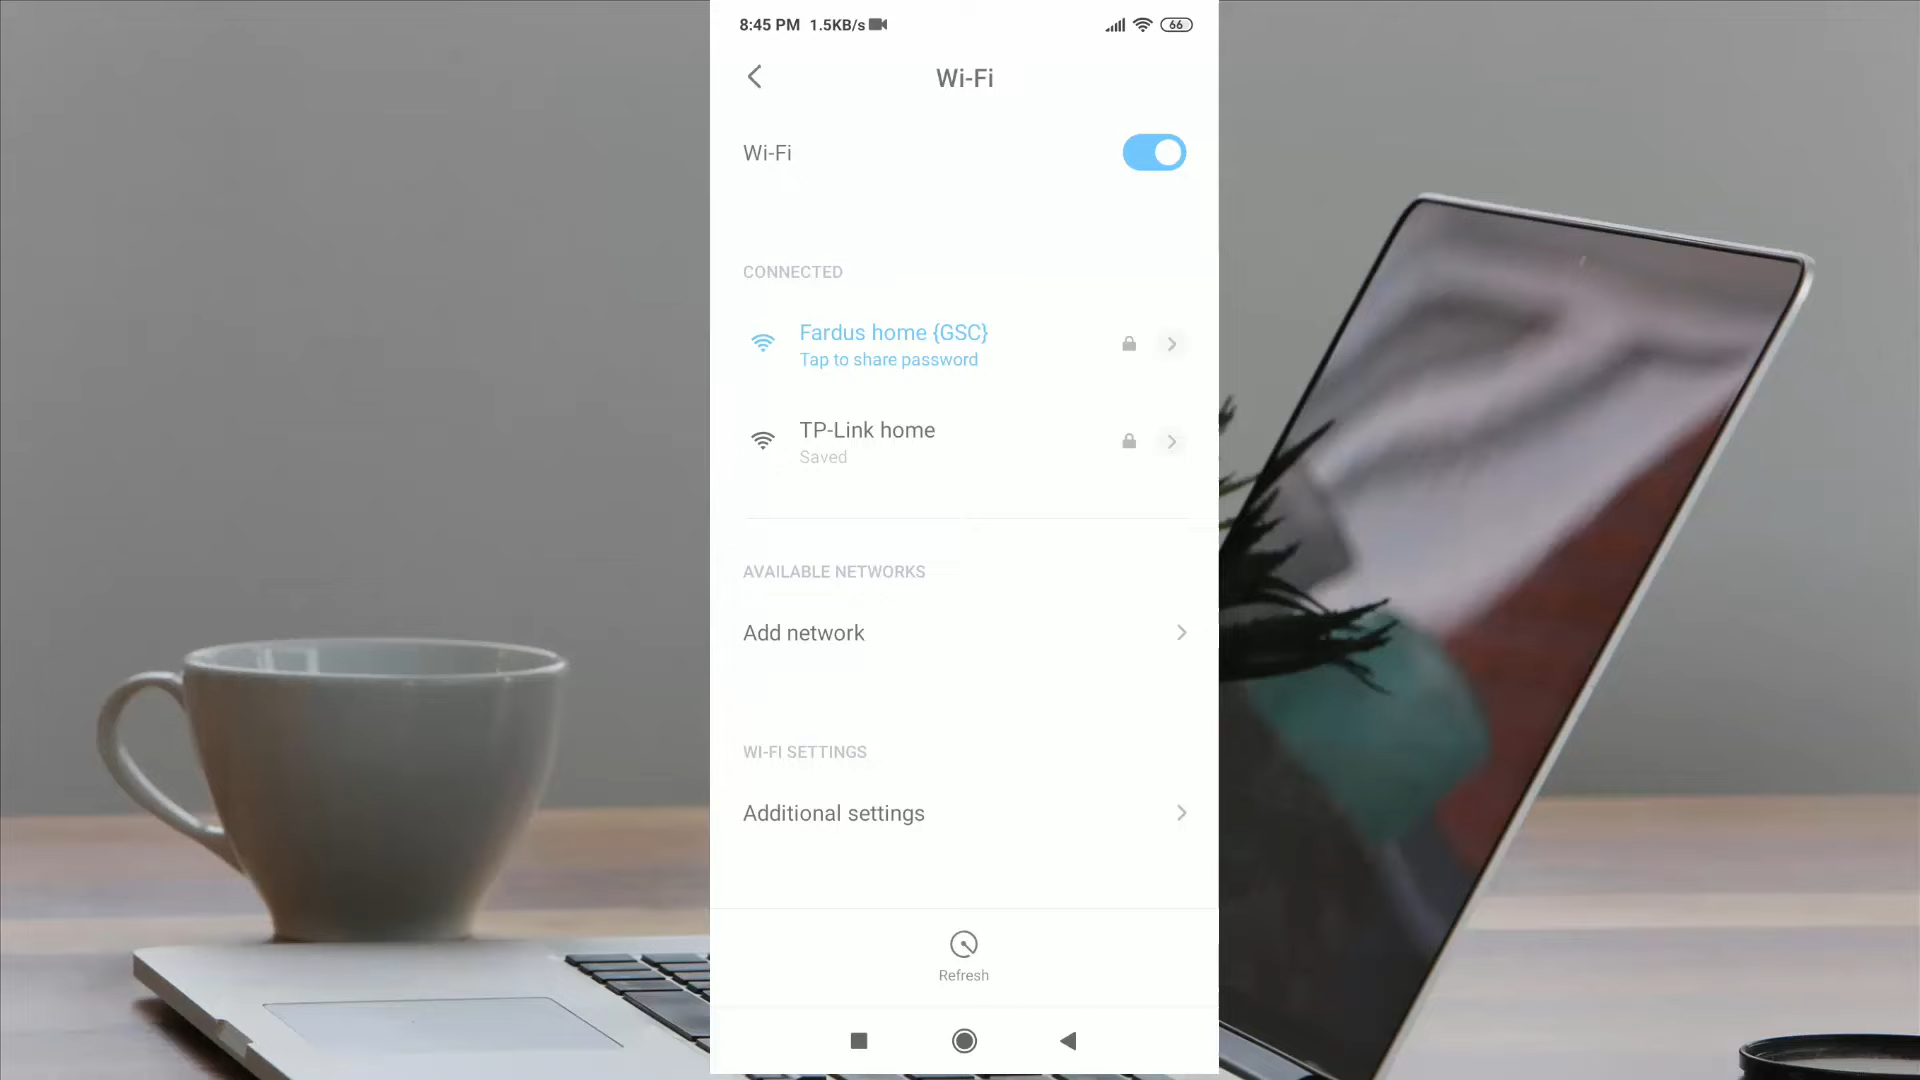 8:45 PM 1.5KB/s 66
Wi-Fi
Wi-Fi
CONNECTED
Fardus home {GSC}
Tap to share password
TP-Link home
Saved
AVAILABLE NETWORKS
Add network
WI-FI SETTINGS
Additional settings
Refresh